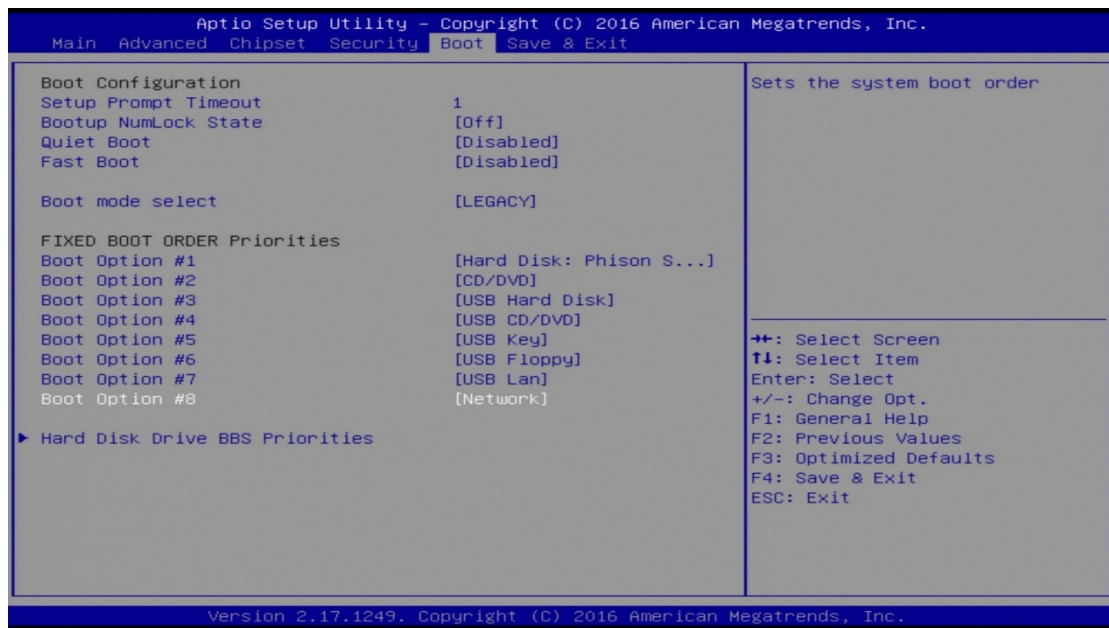 Aptio Setup Utility – Copyright (C) 2016 American Megatrends, Inc.
Main Advanced Chipset Security Boot Save & Exit
Boot Configuration
Setup Prompt Timeout 1
Bootup NumLock State [Off]
Quiet Boot [Disabled]
Fast Boot [Disabled]
Boot mode select [LEGACY]
FIXED BOOT ORDER Priorities
Boot Option #1 [Hard Disk: Phison S...]
Boot Option #2 [CD/DVD]
Boot Option #3 [USB Hard Disk]
Boot Option #4 [USB CD/DVD]
Boot Option #5 [USB Key]
Boot Option #6 [USB Floppy]
Boot Option #7 [USB Lan]
Boot Option #8 [Network]
▶ Hard Disk Drive BBS Priorities
Sets the system boot order
→←: Select Screen
↑↓: Select Item
Enter: Select
+/-: Change Opt.
F1: General Help
F2: Previous Values
F3: Optimized Defaults
F4: Save & Exit
ESC: Exit
Version 2.17.1249. Copyright (C) 2016 American Megatrends, Inc.